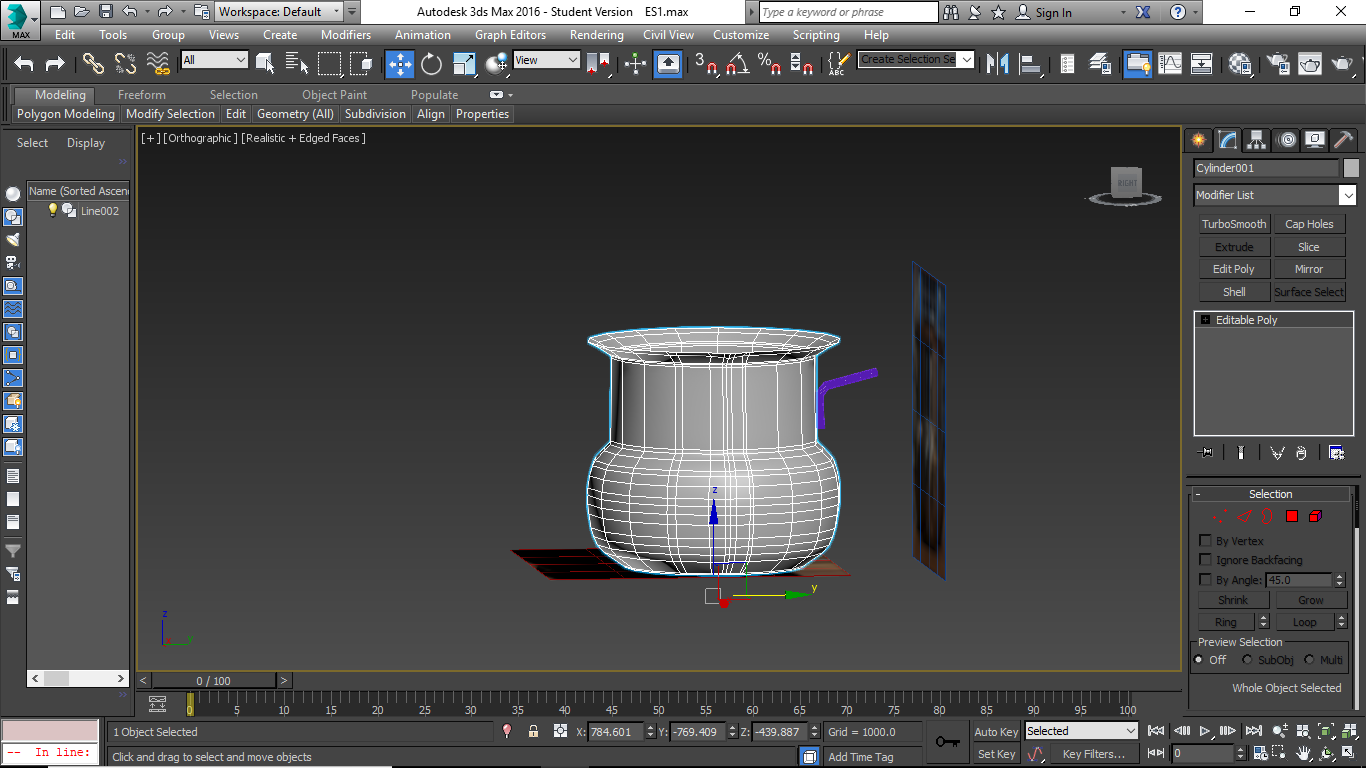 MAX
Workspace: Default
Autodesk 3ds Max 2016 - Student Version ES1.max
Type a keyword or phrase
Sign In
Edit Tools Group Views Create Modifiers Animation Graph Editors Rendering Civil View Customize Scripting Help
All
View
3
ABC
Create Selection Se
Modeling Freeform Selection Object Paint Populate
Polygon Modeling Modify Selection Edit Geometry (All) Subdivision Align Properties
Select Display
Name (Sorted Ascen
Line002
[+] [Orthographic] [Realistic + Edged Faces]
RIGHT
z
y
z
Y
Cylinder001
Modifier List
TurboSmooth Cap Holes
Extrude Slice
Edit Poly Mirror
Shell Surface Select
Editable Poly
- Selection
By Vertex
Ignore Backfacing
By Angle: 45.0
Shrink Grow
Ring Loop
Preview Selection
Off SubObj Multi
Whole Object Selected
< 0 / 100 >
0 5 10 15 20 25 30 35 40 45 50 55 60 65 70 75 80 85 90 95 100
1 Object Selected
X: 784.601 Y: -769.409 Z: -439.887 Grid = 1000.0
Auto Key Selected
-- In line:
Click and drag to select and move objects
Add Time Tag
Set Key Key Filters... 0